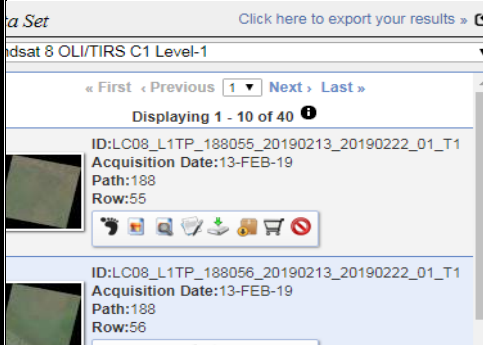 a Set
Click here to export your results »
ndsat 8 OLI/TIRS C1 Level-1
« First ‹ Previous 1 Next › Last »
Displaying 1 - 10 of 40
ID:LC08_L1TP_188055_20190213_20190222_01_T1
Acquisition Date:13-FEB-19
Path:188
Row:55
ID:LC08_L1TP_188056_20190213_20190222_01_T1
Acquisition Date:13-FEB-19
Path:188
Row:56